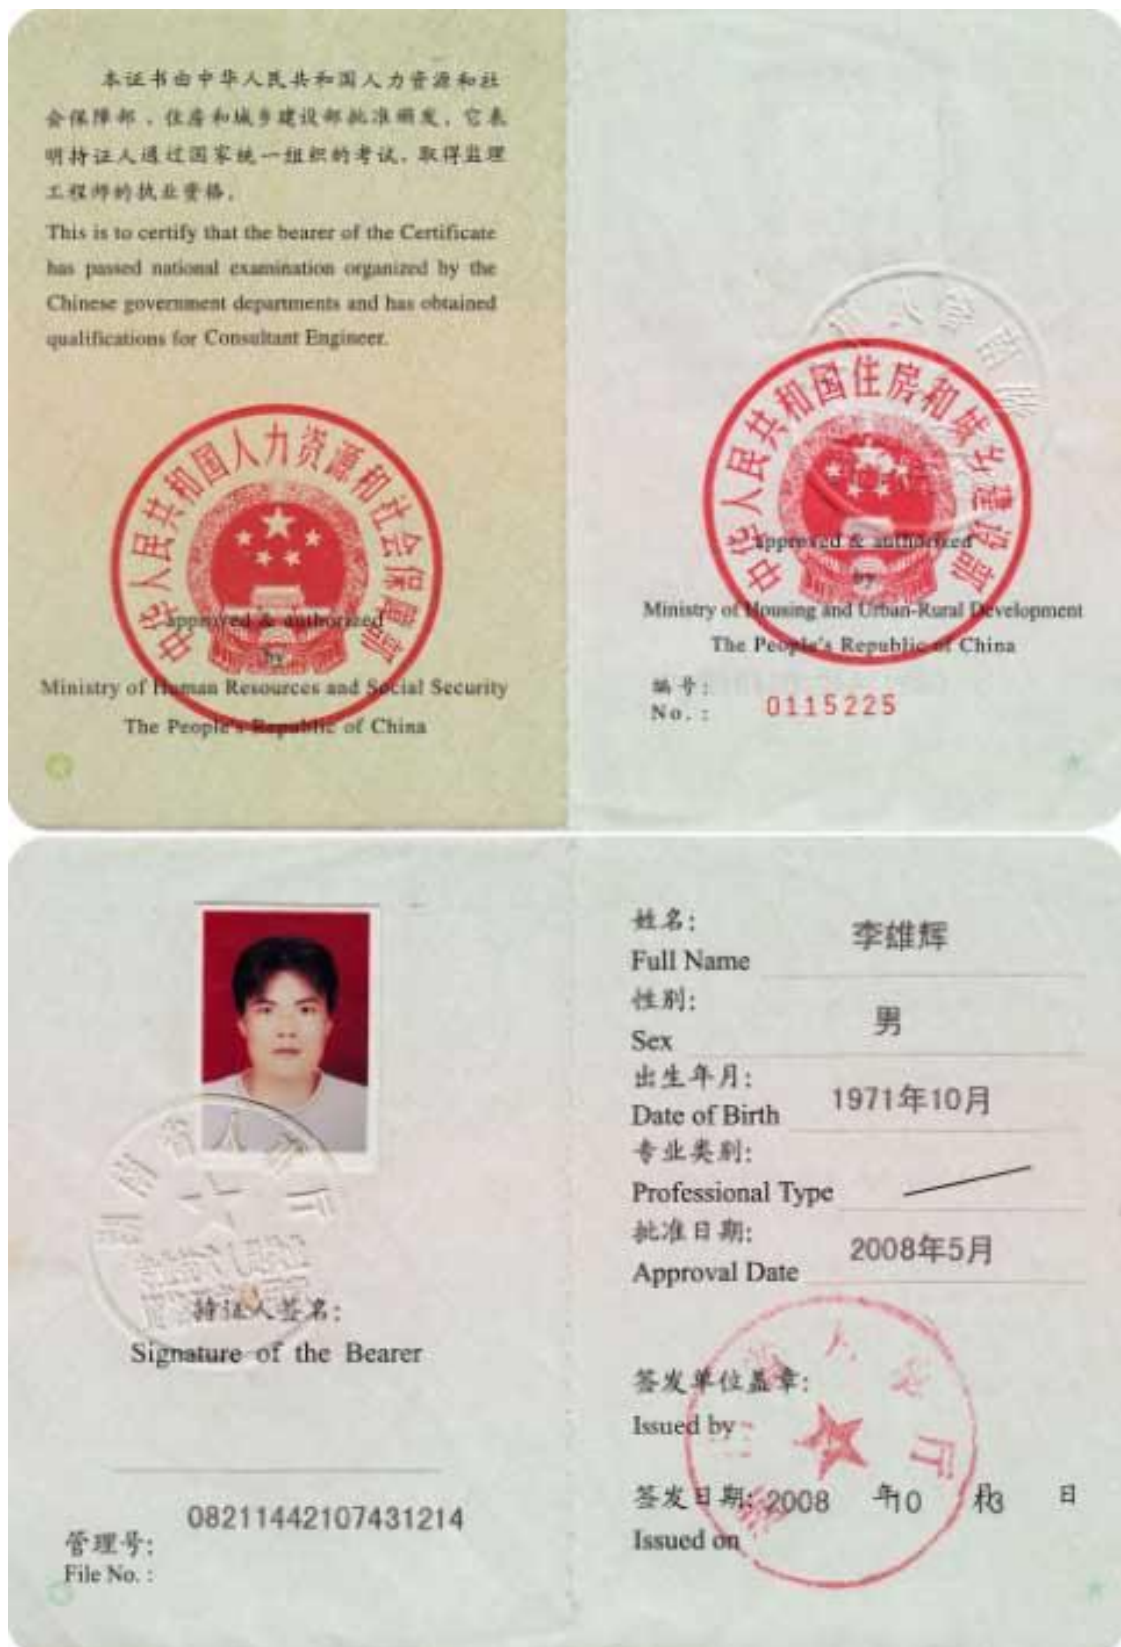 本证书由中华人民共和国人力资源和社
会保障部、住房和城乡建设部批准颁发，它表
明持证人通过国家统一组织的考试，取得监理
工程师的执业资格。
This is to certify that the bearer of the Certificate
has passed national examination organized by the
Chinese government departments and has obtained
qualifications for Consultant Engineer.
中华人民共和国人力资源和社会保障部
approved & authorized
by
Ministry of Human Resources and Social Security
The People's Republic of China
中华人民共和国住房和城乡建设部
approved & authorized
by
Ministry of Housing and Urban-Rural Development
The People's Republic of China
编号:
No.: 0115225
持证人签名:
Signature of the Bearer
08211442107431214
管理号:
File No.:
姓名: 李雄辉
Full Name
性别: 男
Sex
出生年月: 1971年10月
Date of Birth
专业类别:
Professional Type
批准日期: 2008年5月
Approval Date
签发单位盖章:
Issued by
签发日期: 2008 年10 月 日
Issued on